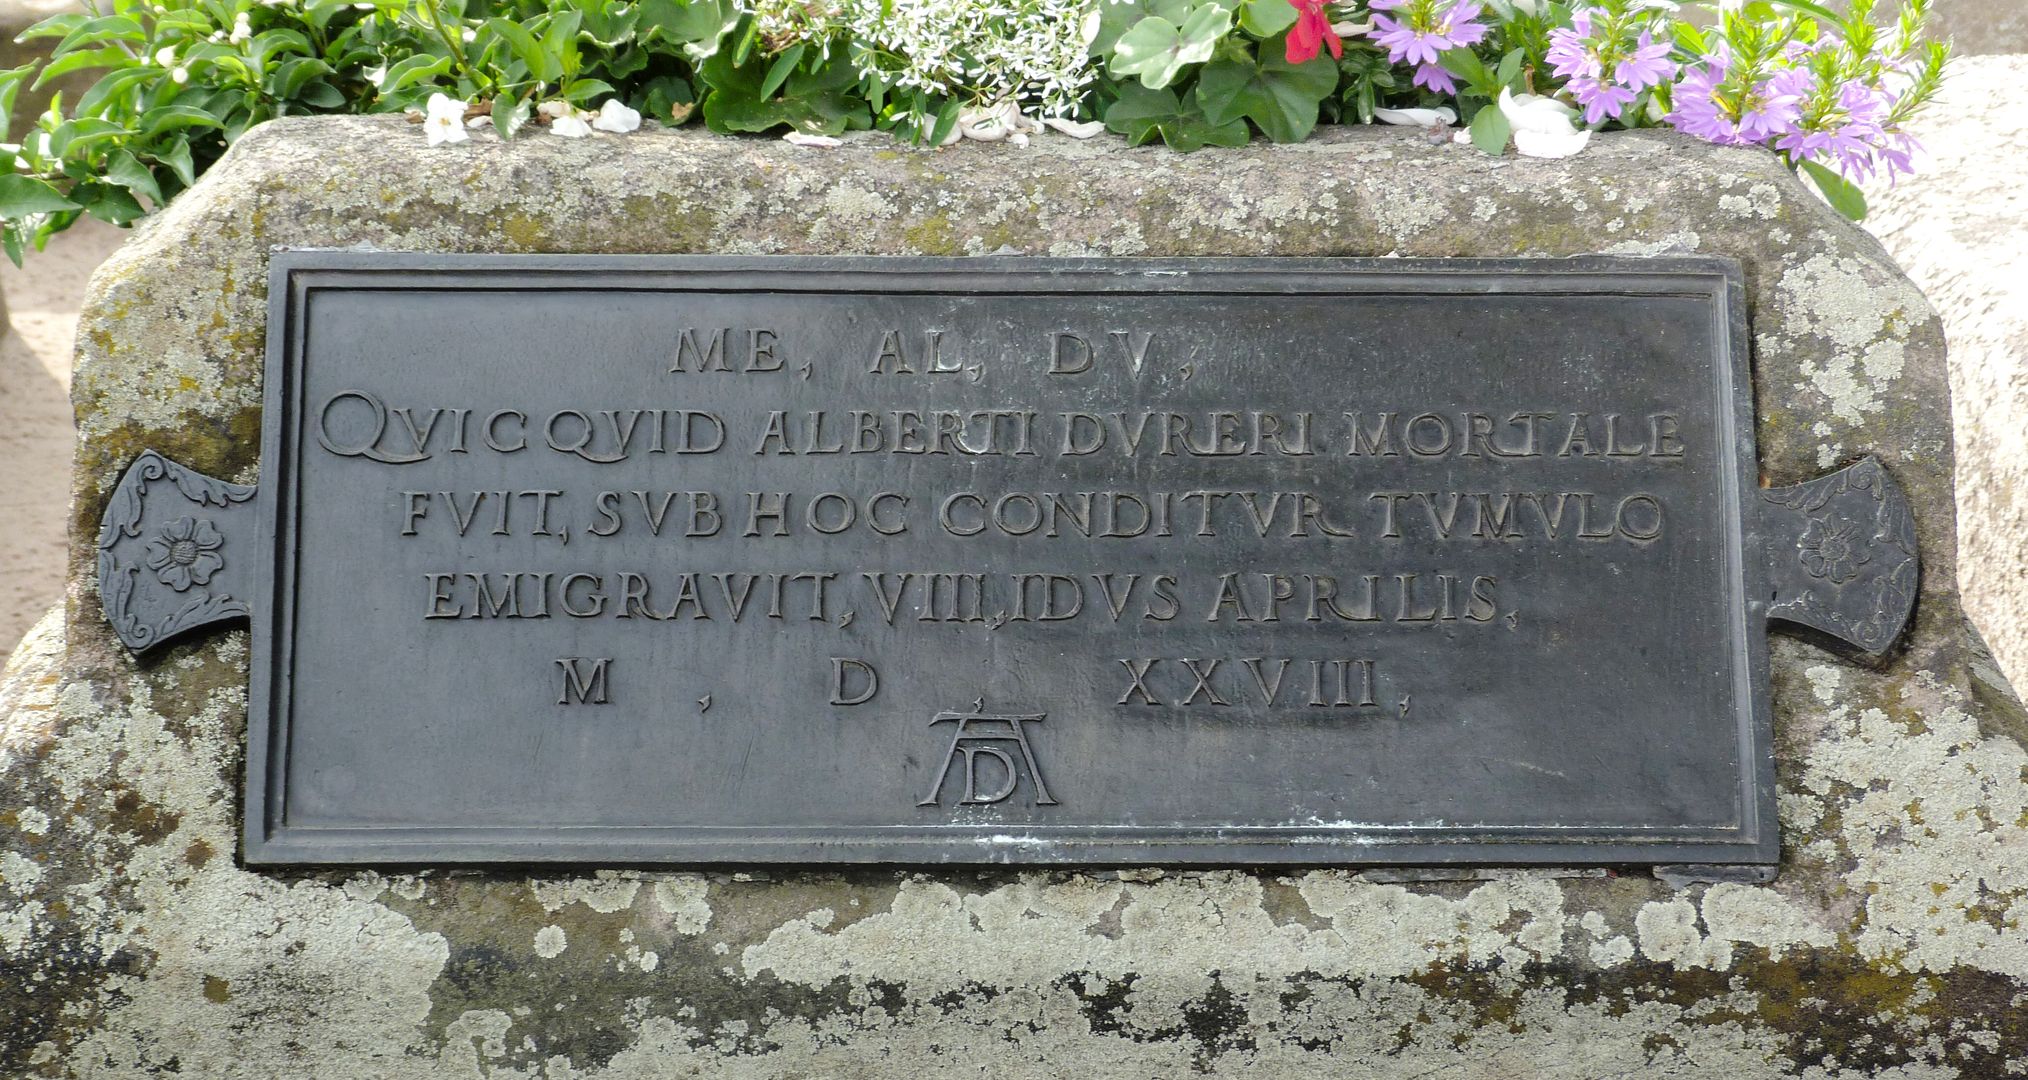 ME, AL, DV,
QVICQVID ALBERTI DVRERI MORTALE
FVIT, SVB HOC CONDITVR TVMVLO
EMIGRAVIT, VIII, IDVS APRILIS,
M , D , XXVIII,
AD